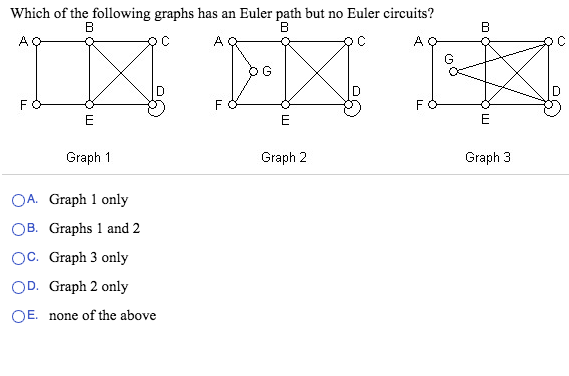 Which of the following graphs has an Euler path but no Euler circuits?
B B B
A C A C A C
G G
D D D
F F F
E E E
Graph 1 Graph 2 Graph 3
A. Graph 1 only
B. Graphs 1 and 2
C. Graph 3 only
D. Graph 2 only
E. none of the above